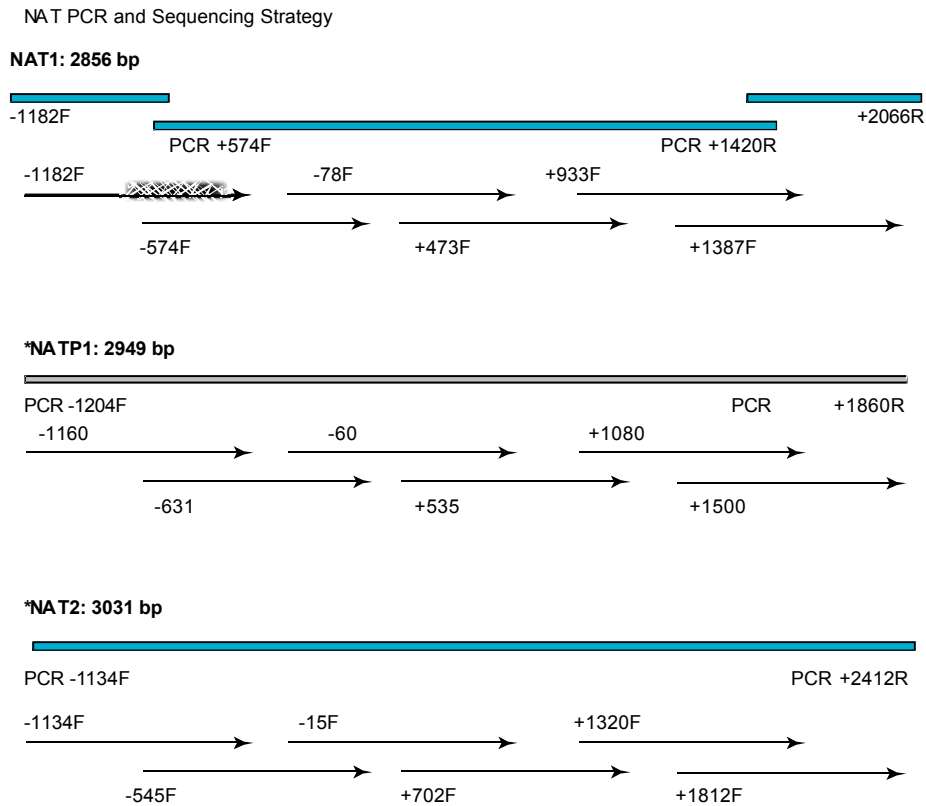 NAT PCR and Sequencing Strategy
NAT1: 2856 bp
-1182F
+2066R
PCR +574F
PCR +1420R
-1182F
-78F
+933F
-574F
+473F
+1387F
*NATP1: 2949 bp
PCR -1204F
PCR
+1860R
-1160
-60
+1080
-631
+535
+1500
*NAT2: 3031 bp
PCR -1134F
PCR +2412R
-1134F
-15F
+1320F
-545F
+702F
+1812F